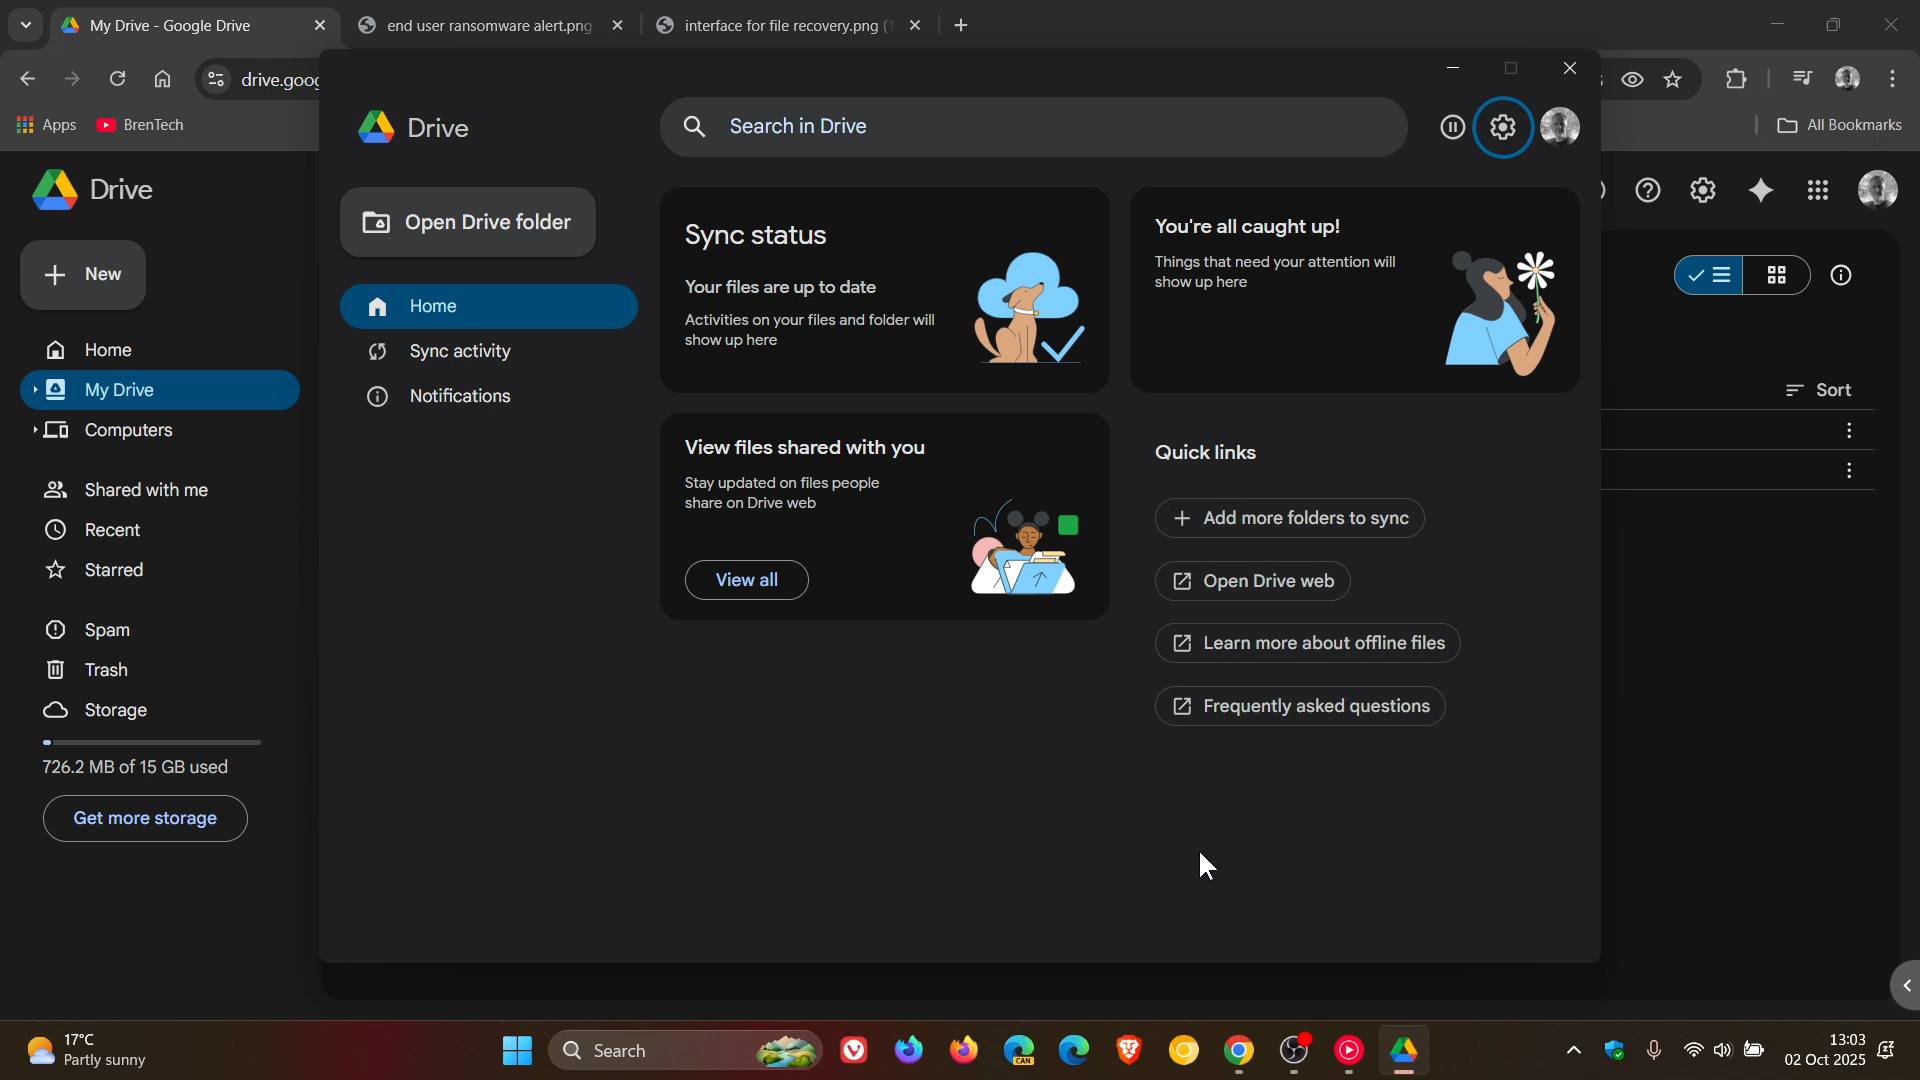 My Drive - Google Drive
end user ransomware alert.png
interface for file recovery.png (
drive.goog
Apps
BrenTech
All Bookmarks
Drive
New
Home
My Drive
Computers
Shared with me
Recent
Starred
Spam
Trash
Storage
726.2 MB of 15 GB used
Get more storage
Drive
Search in Drive
Open Drive folder
Home
Sync activity
Notifications
Sync status
Your files are up to date
Activities on your files and folder will
show up here
You're all caught up!
Things that need your attention will
show up here
View files shared with you
Stay updated on files people
share on Drive web
View all
Quick links
Add more folders to sync
Open Drive web
Learn more about offline files
Frequently asked questions
Sort
17°C
Partly sunny
Search
CAN
13:03
02 Oct 2025